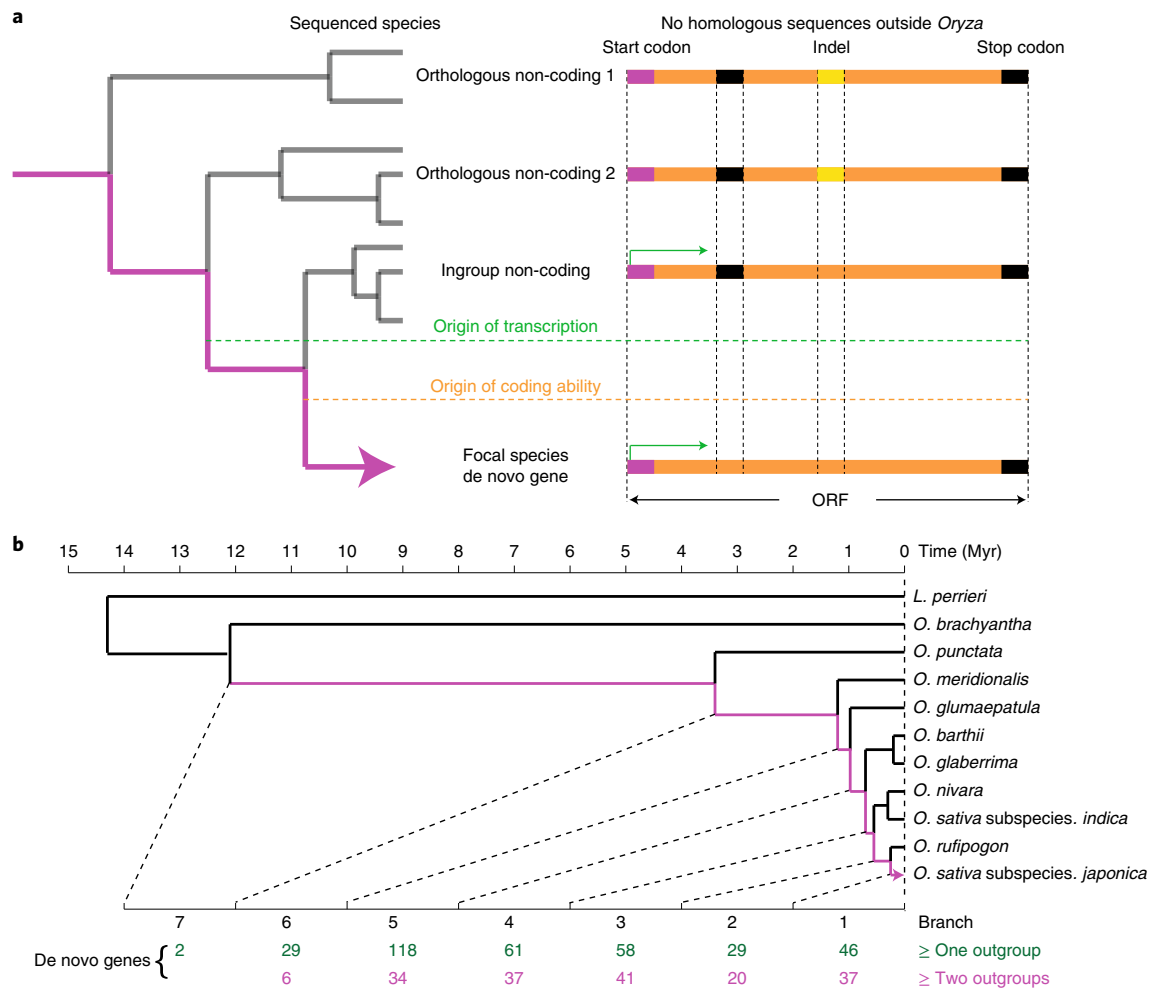 a
Sequenced species
No homologous sequences outside Oryza
Start codon Indel Stop codon
Orthologous non-coding 1
Orthologous non-coding 2
Ingroup non-coding
Origin of transcription
Origin of coding ability
Focal species
de novo gene
ORF
b
15 14 13 12 11 10 9 8 7 6 5 4 3 2 1 0 Time (Myr)
L. perrieri
O. brachyantha
O. punctata
O. meridionalis
O. glumaepatula
O. barthii
O. glaberrima
O. nivara
O. sativa subspecies. indica
O. rufipogon
O. sativa subspecies. japonica
7 6 5 4 3 2 1 Branch
De novo genes { 2 29 118 61 58 29 46 ≥ One outgroup
6 34 37 41 20 37 ≥ Two outgroups